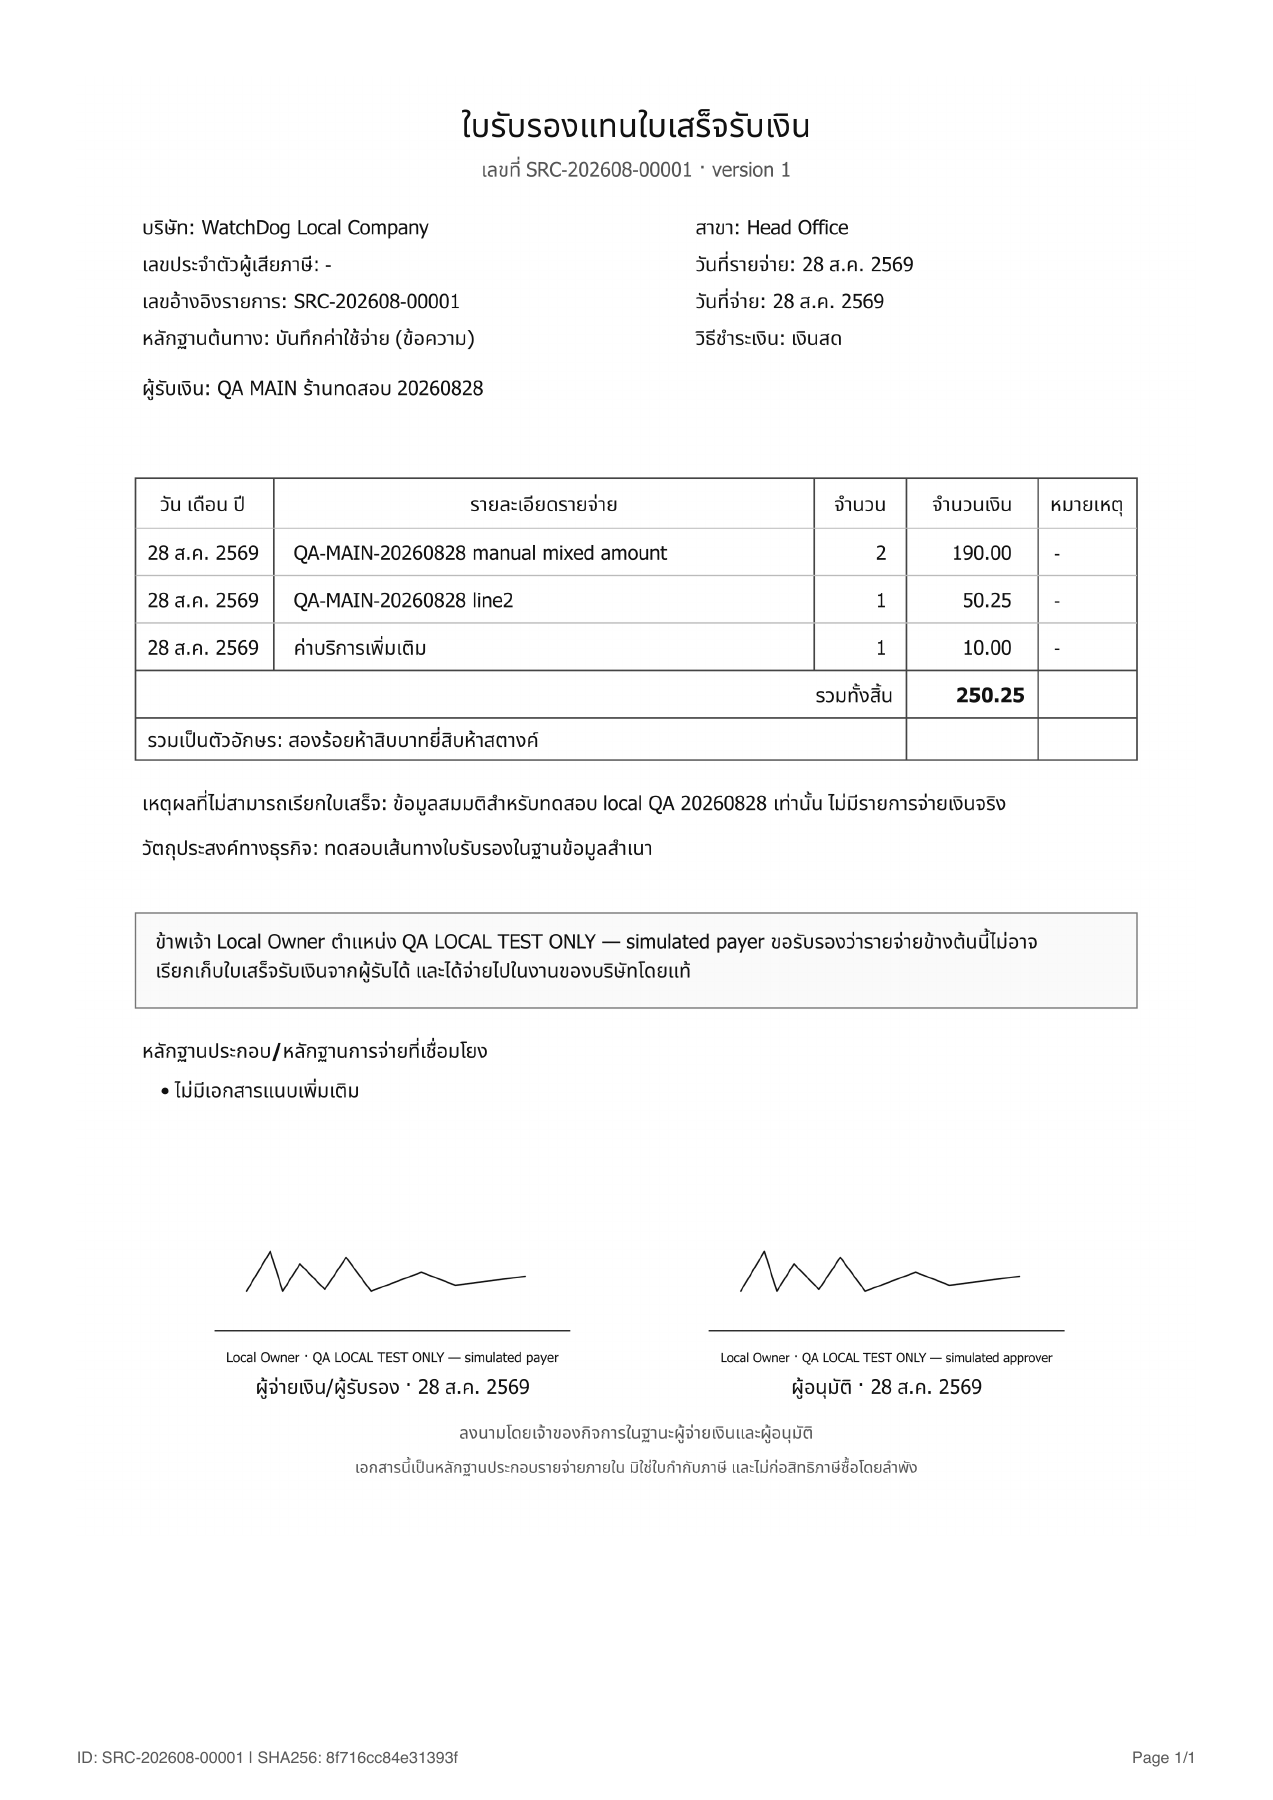 ใบรับรองแทนใบเสร็จรับเงิน
เลขที่ SRC-202608-00001 · version 1
บริษัท: WatchDog Local Company
สาขา: Head Office
เลขประจำตัวผู้เสียภาษี: -
วันที่รายจ่าย: 28 ส.ค. 2569
เลขอ้างอิงรายการ: SRC-202608-00001
วันที่จ่าย: 28 ส.ค. 2569
หลักฐานต้นทาง: บันทึกค่าใช้จ่าย (ข้อความ)
วิธีชำระเงิน: เงินสด
ผู้รับเงิน: QA MAIN ร้านทดสอบ 20260828
วัน เดือน ปี รายละเอียดรายจ่าย จำนวน จำนวนเงิน หมายเหตุ
28 ส.ค. 2569 QA-MAIN-20260828 manual mixed amount 2 190.00 -
28 ส.ค. 2569 QA-MAIN-20260828 line2 1 50.25 -
28 ส.ค. 2569 ค่าบริการเพิ่มเติม 1 10.00 -
รวมทั้งสิ้น 250.25
รวมเป็นตัวอักษร: สองร้อยห้าสิบบาทยี่สิบห้าสตางค์
เหตุผลที่ไม่สามารถเรียกใบเสร็จ: ข้อมูลสมมติสำหรับทดสอบ local QA 20260828 เท่านั้น ไม่มีรายการจ่ายเงินจริง
วัตถุประสงค์ทางธุรกิจ: ทดสอบเส้นทางใบรับรองในฐานข้อมูลสำเนา
ข้าพเจ้า Local Owner ตำแหน่ง QA LOCAL TEST ONLY — simulated payer ขอรับรองว่ารายจ่ายข้างต้นนี้ไม่อาจ
เรียกเก็บใบเสร็จรับเงินจากผู้รับได้ และได้จ่ายไปในงานของบริษัทโดยแท้
หลักฐานประกอบ/หลักฐานการจ่ายที่เชื่อมโยง
• ไม่มีเอกสารแนบเพิ่มเติม
Local Owner · QA LOCAL TEST ONLY — simulated payer
Local Owner · QA LOCAL TEST ONLY — simulated approver
ผู้จ่ายเงิน/ผู้รับรอง · 28 ส.ค. 2569
ผู้อนุมัติ · 28 ส.ค. 2569
ลงนามโดยเจ้าของกิจการในฐานะผู้จ่ายเงินและผู้อนุมัติ
เอกสารนี้เป็นหลักฐานประกอบรายจ่ายภายใน มิใช่ใบกำกับภาษี และไม่ก่อสิทธิภาษีซื้อโดยลำพัง
ID: SRC-202608-00001 | SHA256: 8f716cc84e31393f
Page 1/1